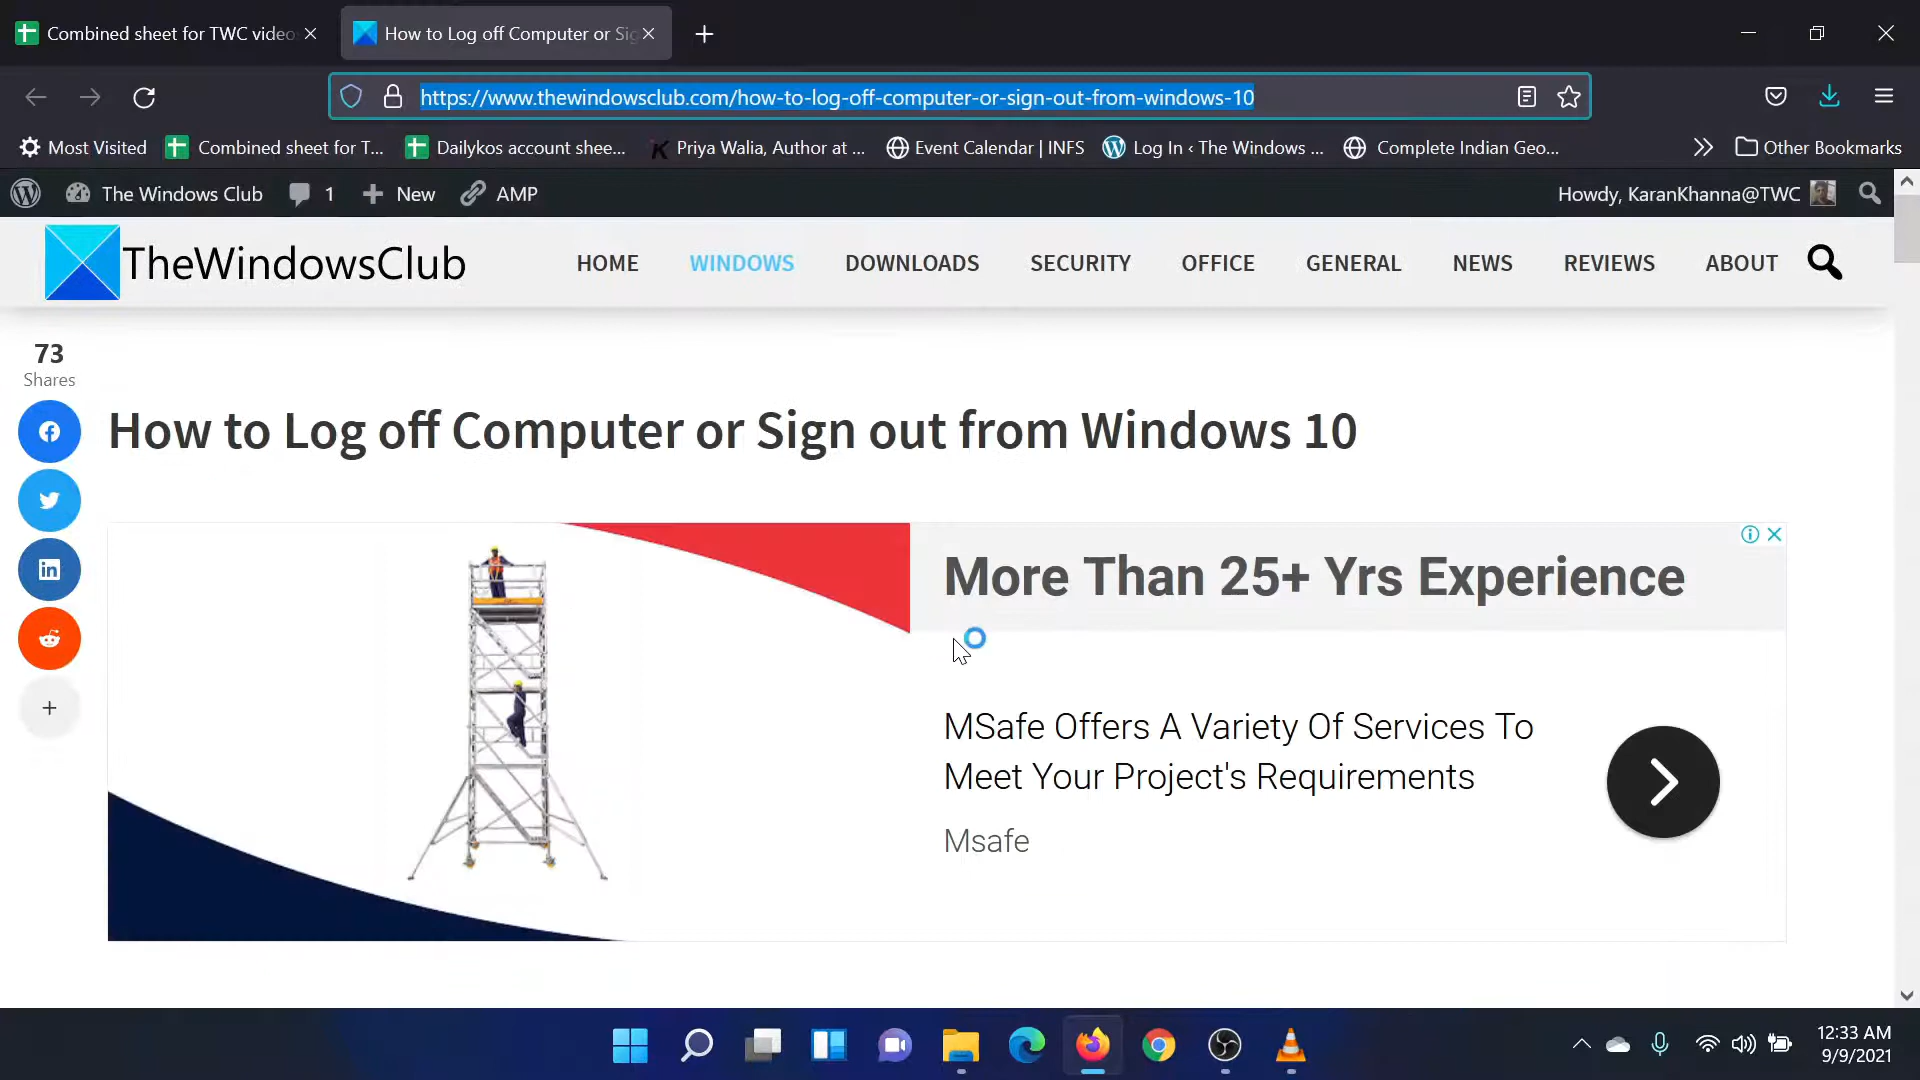 Combined sheet for TWC video
How to Log off Computer or Sig
https://www.thewindowsclub.com/how-to-log-off-computer-or-sign-out-from-windows-10
Most Visited
Combined sheet for T...
Dailykos account shee...
Priya Walia, Author at ...
Event Calendar | INFS
Log In ‹ The Windows ...
Complete Indian Geo...
Other Bookmarks
The Windows Club
1
New
AMP
Howdy, KaranKhanna@TWC
TheWindowsClub
HOME
WINDOWS
DOWNLOADS
SECURITY
OFFICE
GENERAL
NEWS
REVIEWS
ABOUT
73
Shares
How to Log off Computer or Sign out from Windows 10
More Than 25+ Yrs Experience
MSafe Offers A Variety Of Services To
Meet Your Project's Requirements
Msafe
12:33 AM
9/9/2021